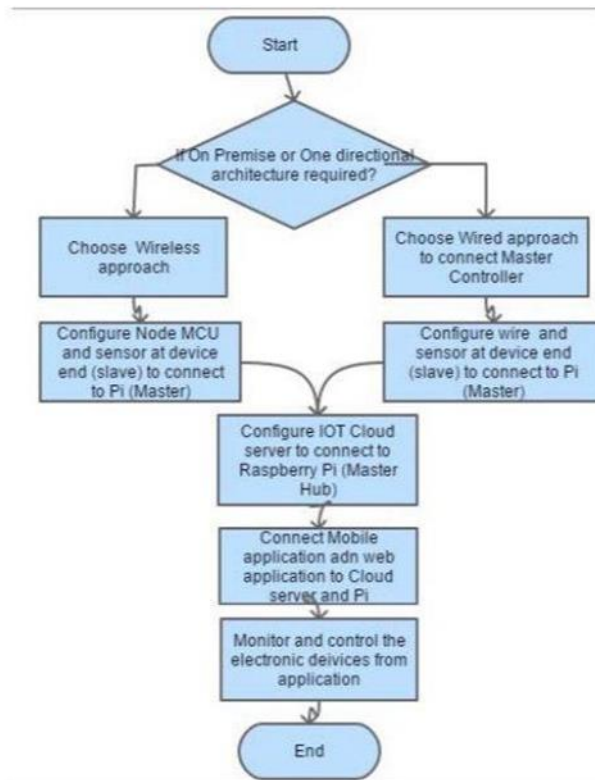 Start
If On Premise or One directional
architecture required?
Choose Wireless
approach
Choose Wired approach
to connect Master
Controller
Configure Node MCU
and sensor at device
end (slave) to connect
to Pi (Master)
Configure wire and
sensor at device end
(slave) to connect to Pi
(Master)
Configure IOT Cloud
server to connect to
Raspberry Pi (Master
Hub)
Connect Mobile
application adn web
application to Cloud
server and Pi
Monitor and control the
electronic deivices from
application
End